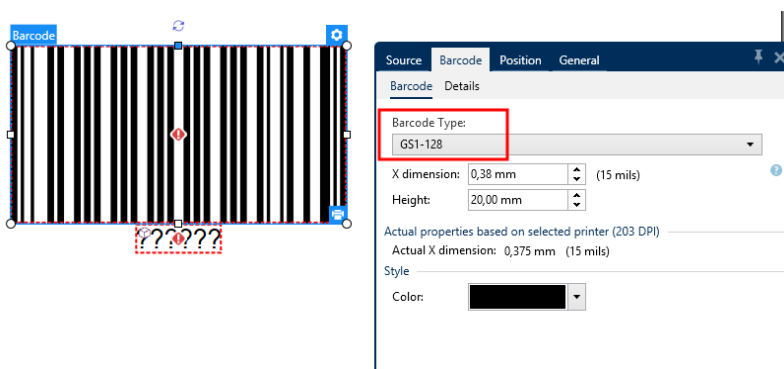 Barcode
??????
Source Barcode Position General
Barcode Details
Barcode Type:
GS1-128
X dimension: 0,38 mm (15 mils)
Height: 20,00 mm
Actual properties based on selected printer (203 DPI)
Actual X dimension: 0,375 mm (15 mils)
Style
Color: